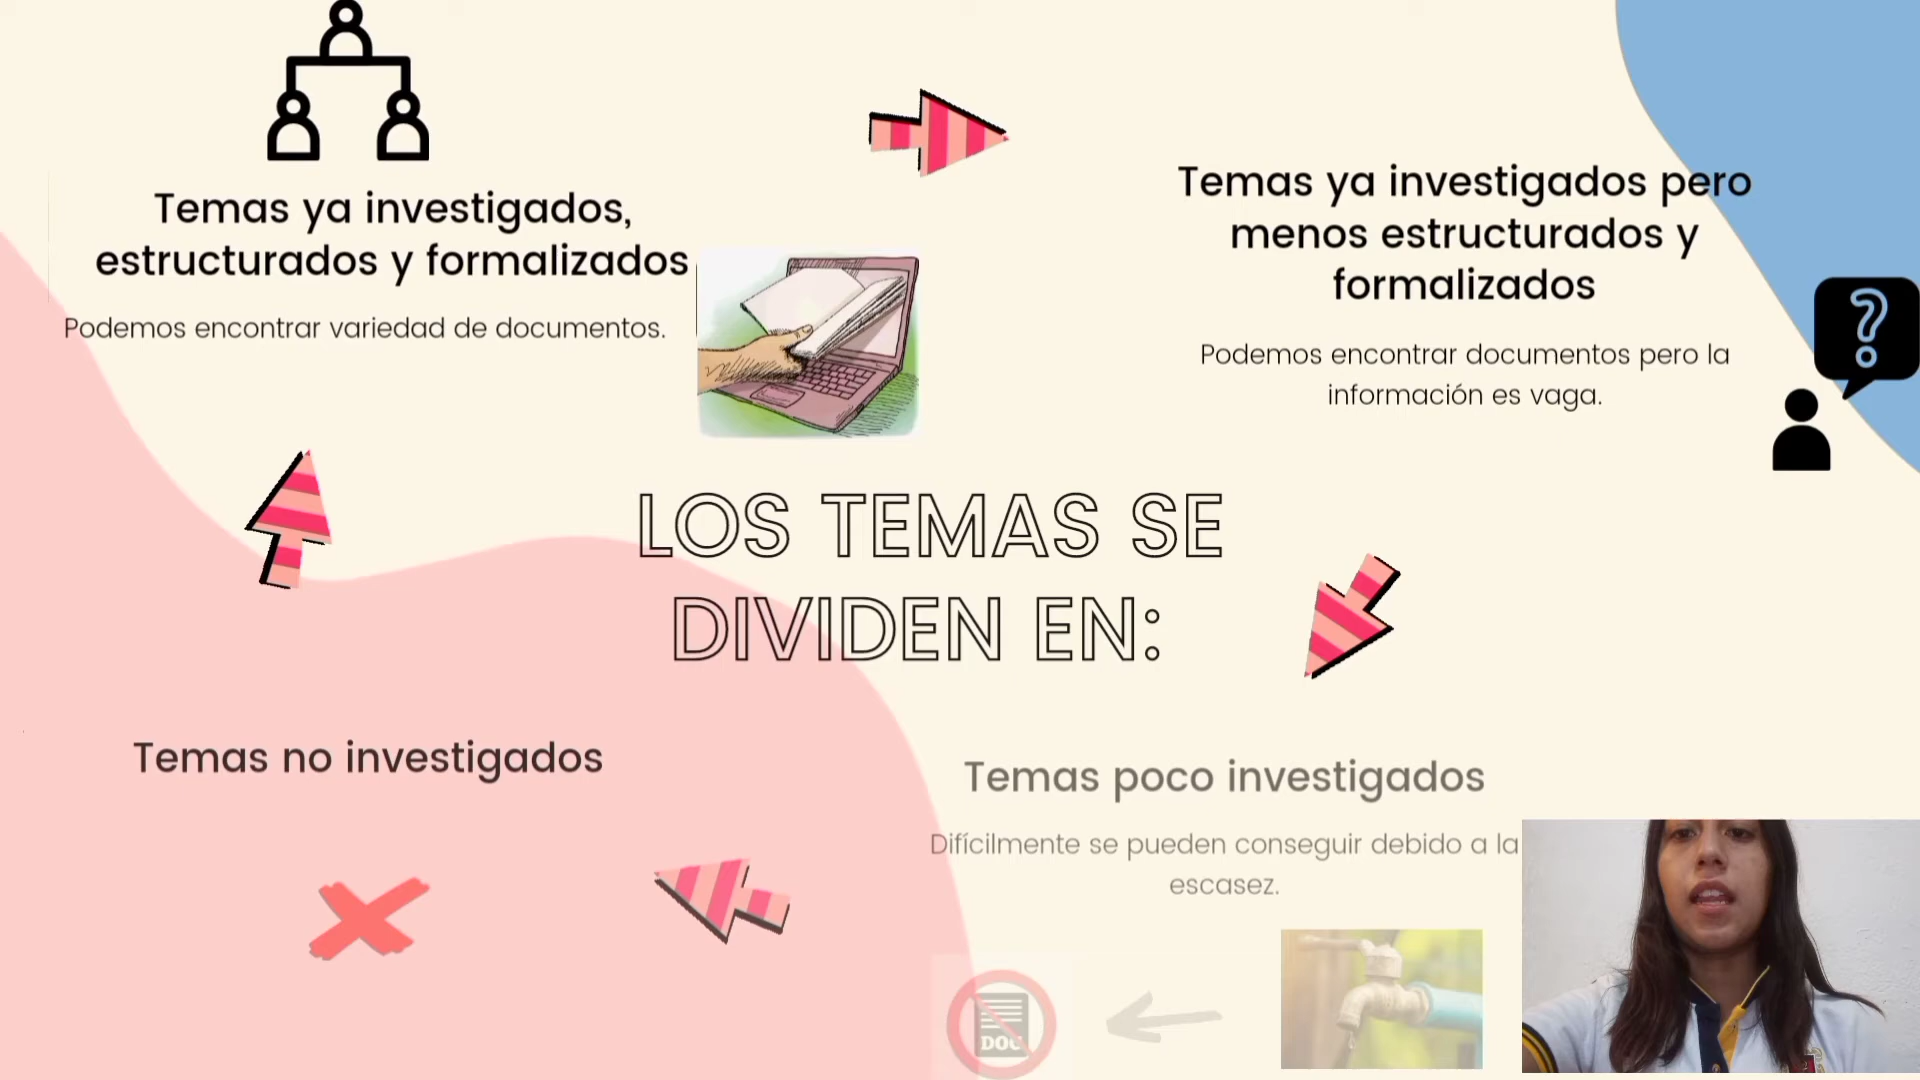 Temas ya investigados,
estructurados y formalizados
Podemos encontrar variedad de documentos.
Temas ya investigados pero
menos estructurados y
formalizados
Podemos encontrar documentos pero la
información es vaga.
LOS TEMAS SE
DIVIDEN EN:
Temas no investigados
Temas poco investigados
Difícilmente se pueden conseguir debido a la
escasez.
DOC